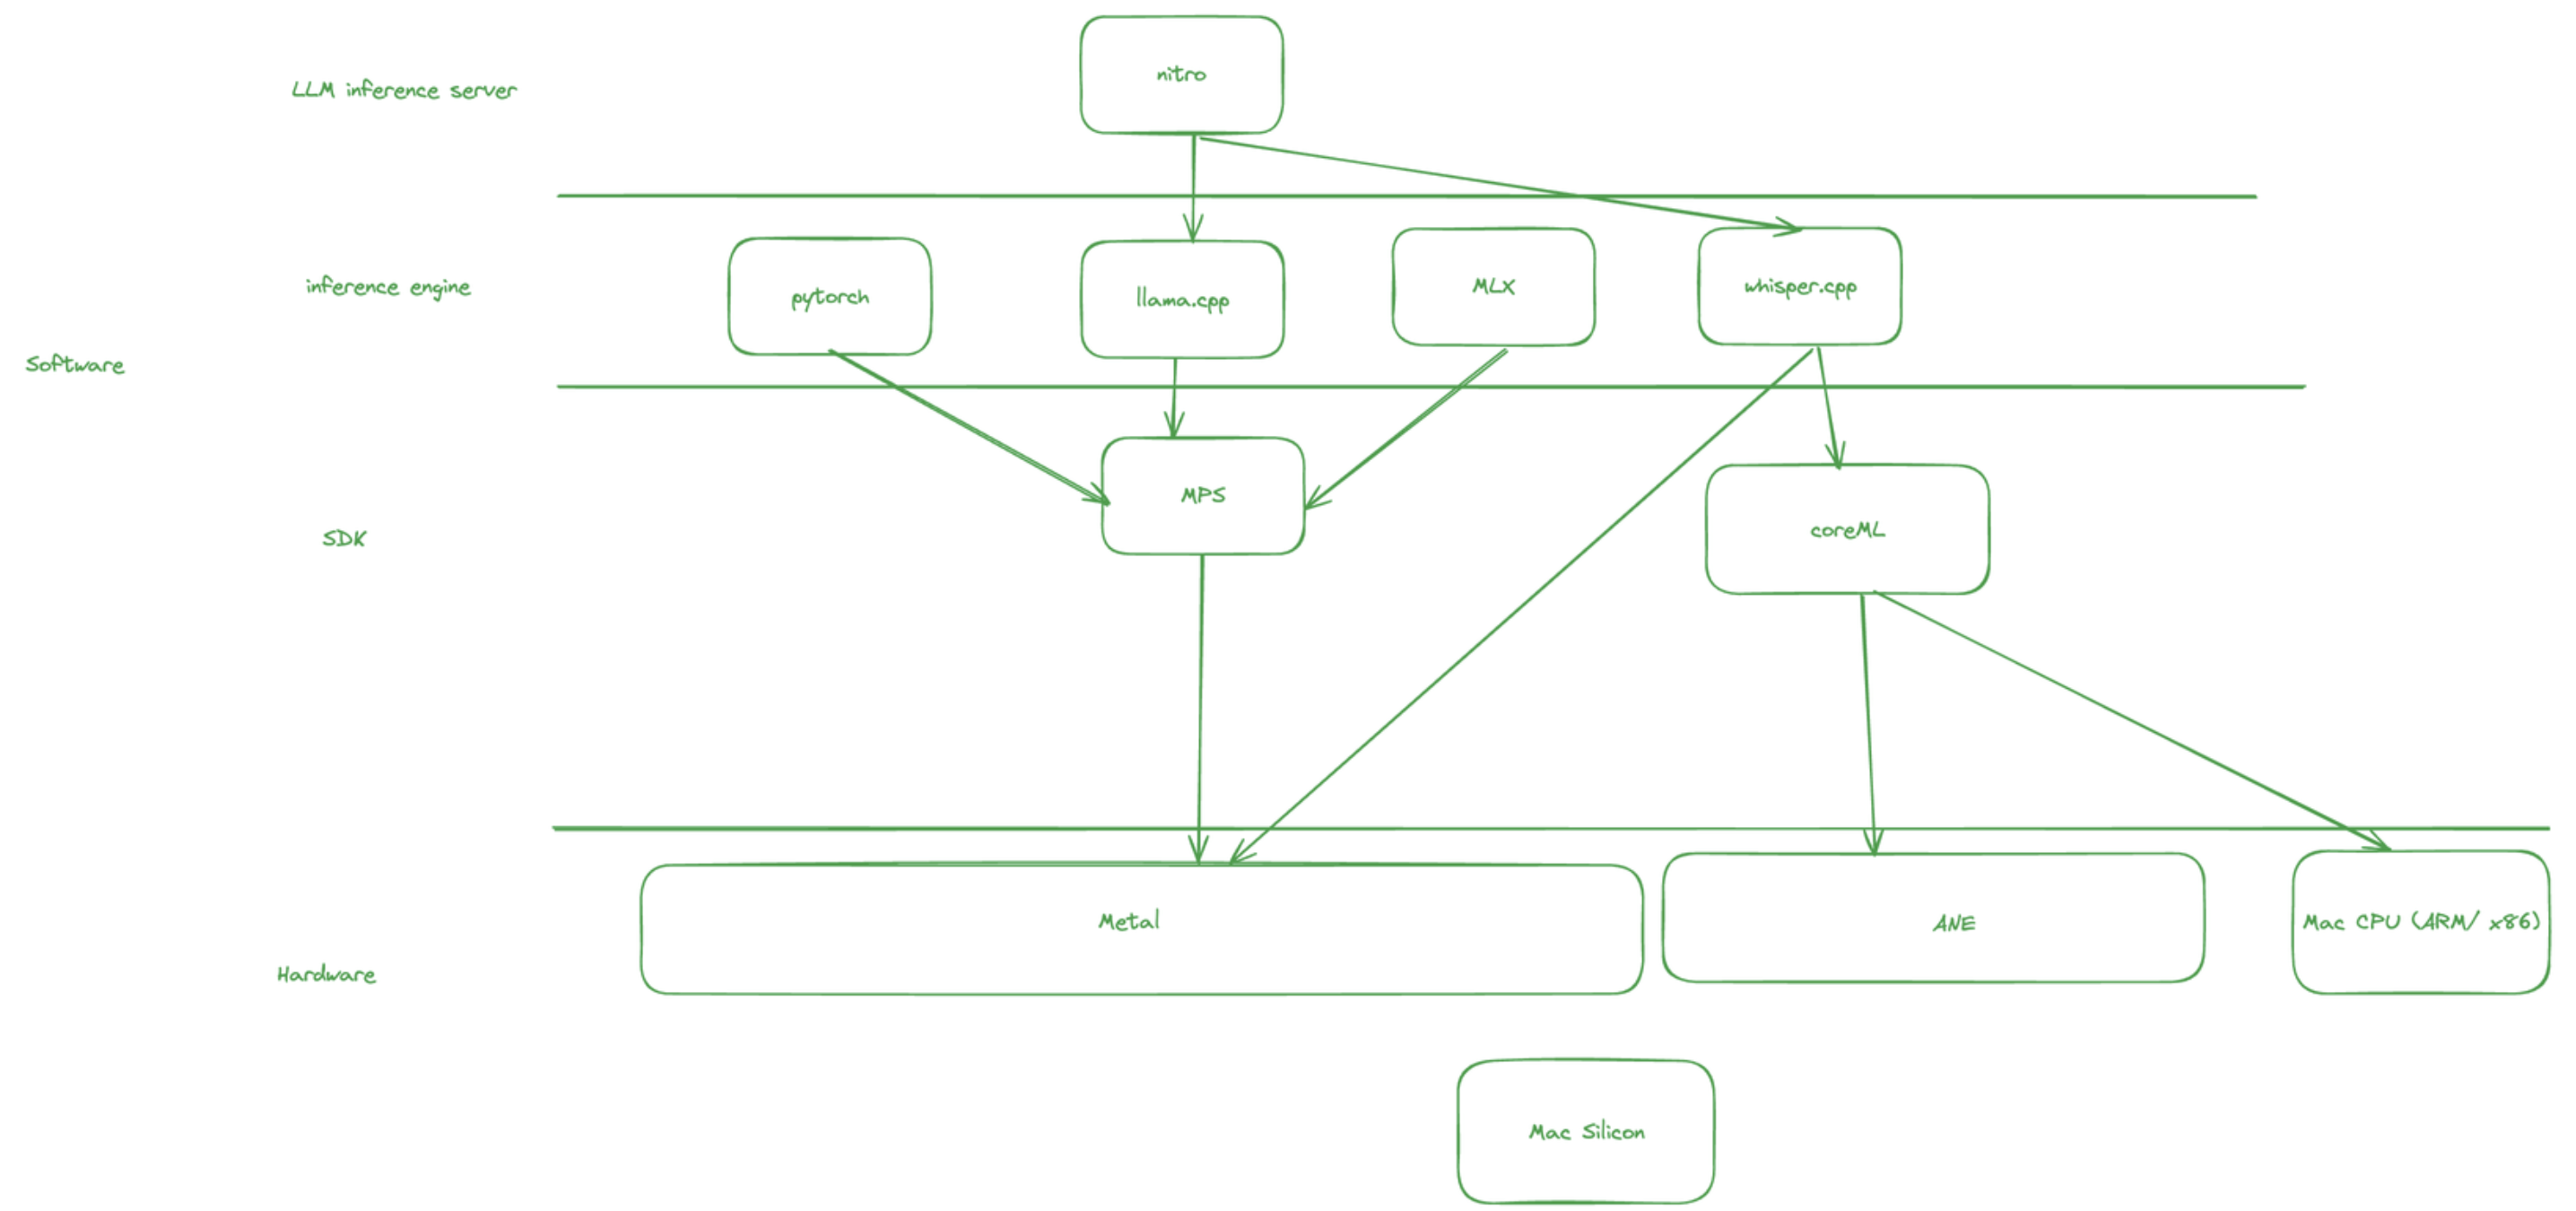 nitro
LLM inference server
pytorch
llama.cpp
MLX
whisper.cpp
inference engine
Software
MPS
coreML
SDK
Metal
ANE
Mac CPU (ARM/ x86)
Hardware
Mac Silicon